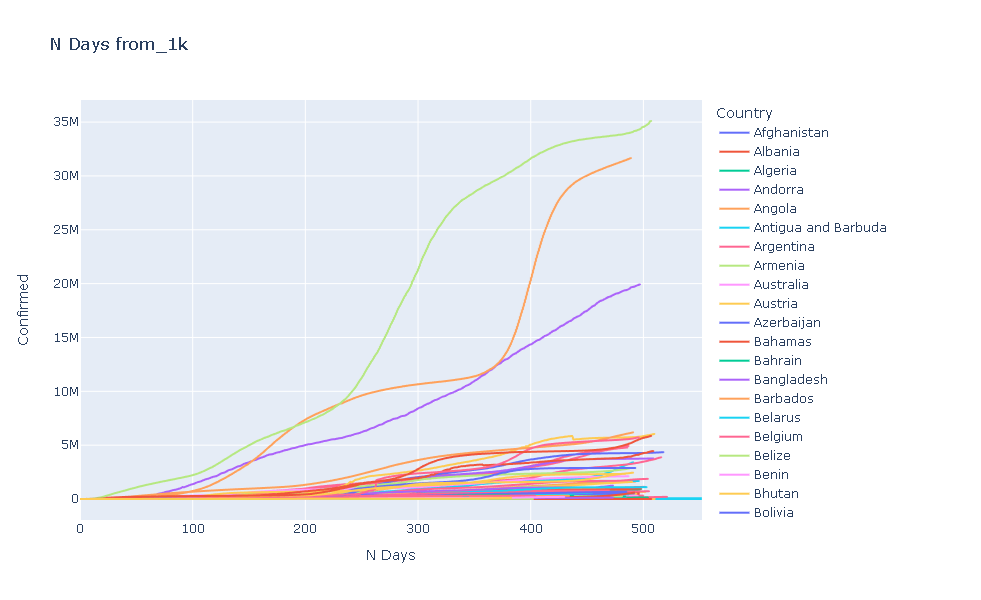 N Days from_1k
Confirmed
35M
30M
25M
20M
15M
10M
5M
0
0 100 200 300 400 500
N Days
Country
Afghanistan
Albania
Algeria
Andorra
Angola
Antigua and Barbuda
Argentina
Armenia
Australia
Austria
Azerbaijan
Bahamas
Bahrain
Bangladesh
Barbados
Belarus
Belgium
Belize
Benin
Bhutan
Bolivia